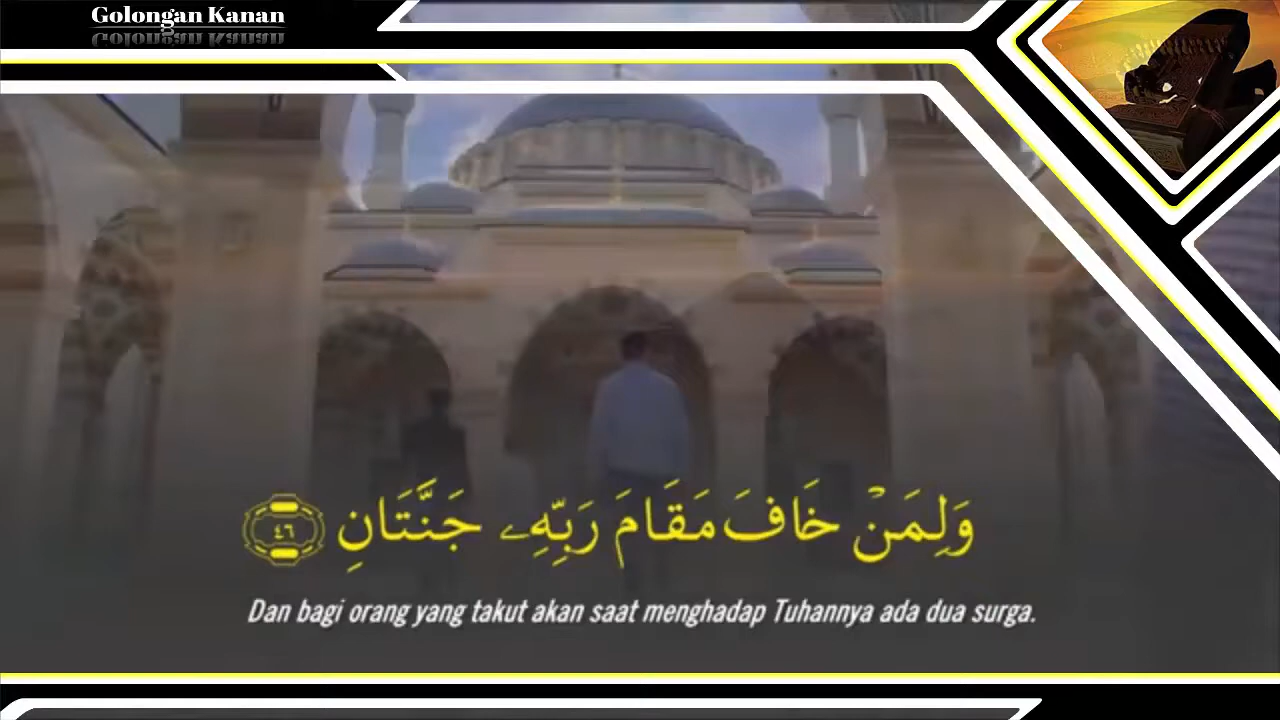 Golongan Kanan
وَلِمَنْ خَافَ مَقَامَ رَبِّهِۦ جَنَّتَانِ ٤٦
Dan bagi orang yang takut akan saat menghadap Tuhannya ada dua surga.